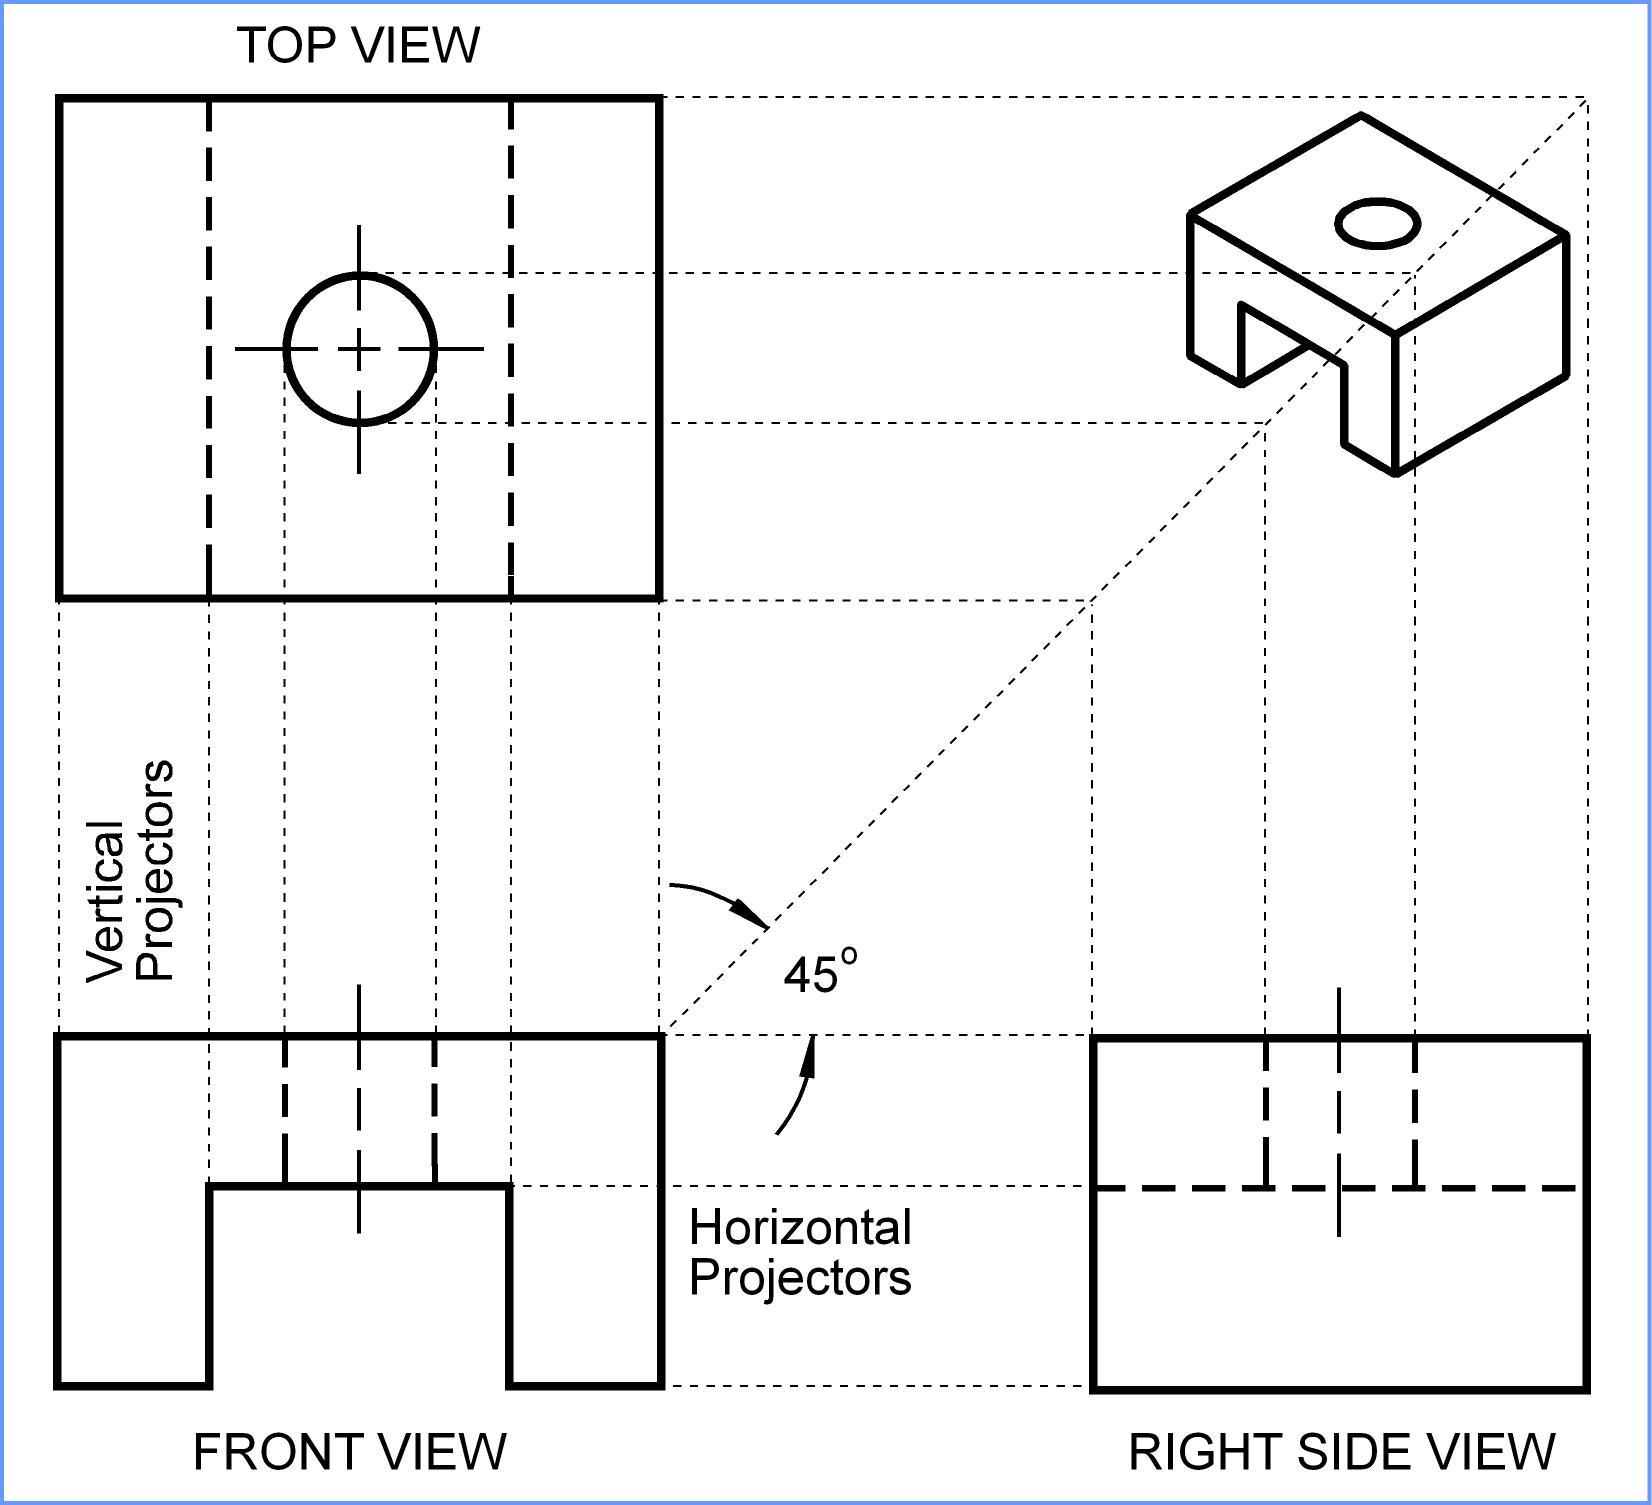 TOP VIEW
Vertical
Projectors
45°
Horizontal
Projectors
FRONT VIEW
RIGHT SIDE VIEW